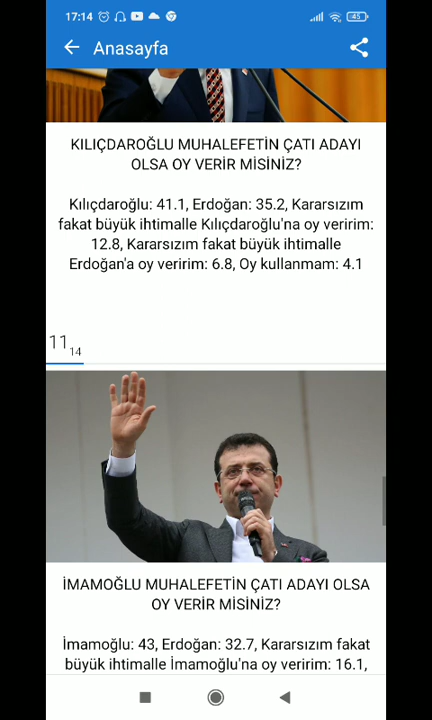 17:14
45
Anasayfa
KILIÇDAROĞLU MUHALEFETİN ÇATI ADAYI
OLSA OY VERİR MİSİNİZ?
Kılıçdaroğlu: 41.1, Erdoğan: 35.2, Kararsızım
fakat büyük ihtimalle Kılıçdaroğlu'na oy veririm:
12.8, Kararsızım fakat büyük ihtimalle
Erdoğan'a oy veririm: 6.8, Oy kullanmam: 4.1
11
14
İMAMOĞLU MUHALEFETİN ÇATI ADAYI OLSA
OY VERİR MİSİNİZ?
İmamoğlu: 43, Erdoğan: 32.7, Kararsızım fakat
büyük ihtimalle İmamoğlu'na oy veririm: 16.1,